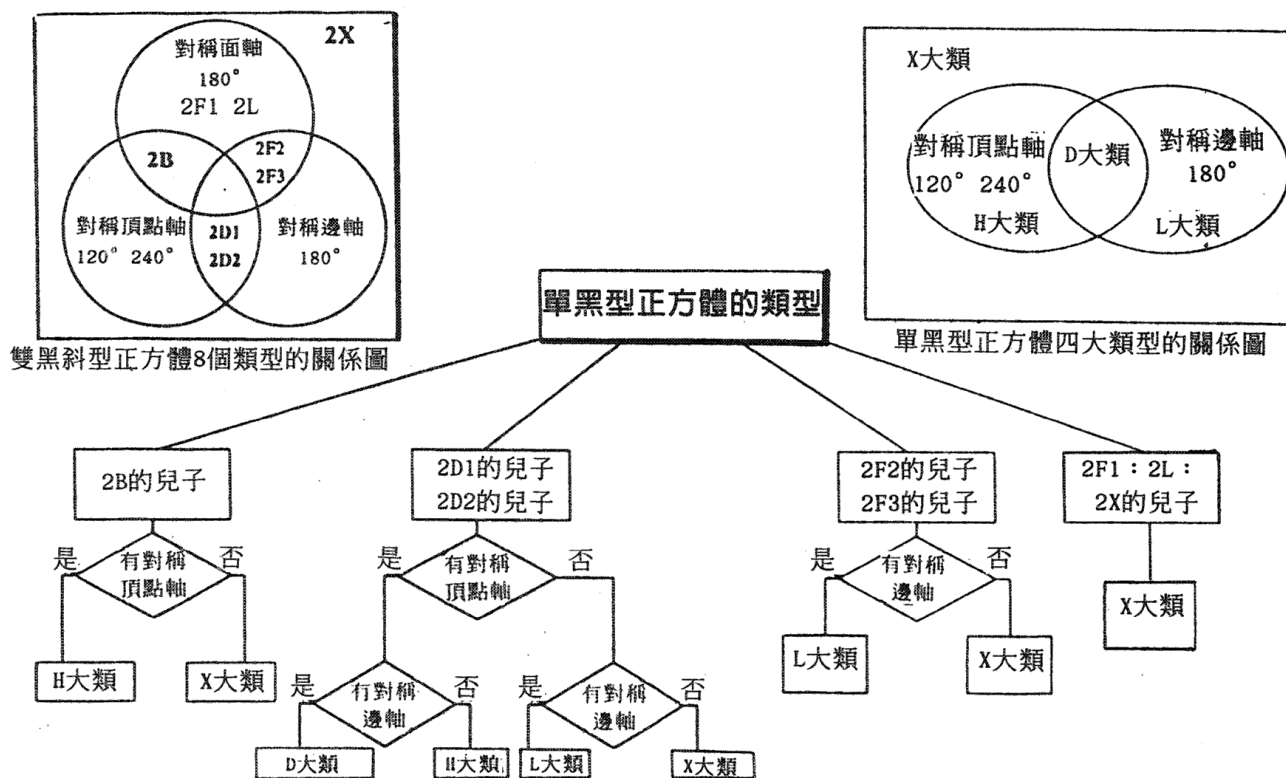 2X
對稱面軸
180°
2F1 2L
2B
2F2
2F3
對稱頂點軸
120° 240°
2D1
2D2
對稱邊軸
180°
雙黑斜型正方體8個類型的關係圖
X大類
對稱頂點軸
120° 240°
H大類
D大類
對稱邊軸
180°
L大類
單黑型正方體四大類型的關係圖
單黑型正方體的類型
2B的兒子
2D1的兒子
2D2的兒子
2F2的兒子
2F3的兒子
2F1：2L：
2X的兒子
是
有對稱
頂點軸
否
是
有對稱
頂點軸
否
是
有對稱
邊軸
否
X大類
H大類
X大類
L大類
X大類
是
有對稱
邊軸
否
是
有對稱
邊軸
否
D大類
H大類
L大類
X大類